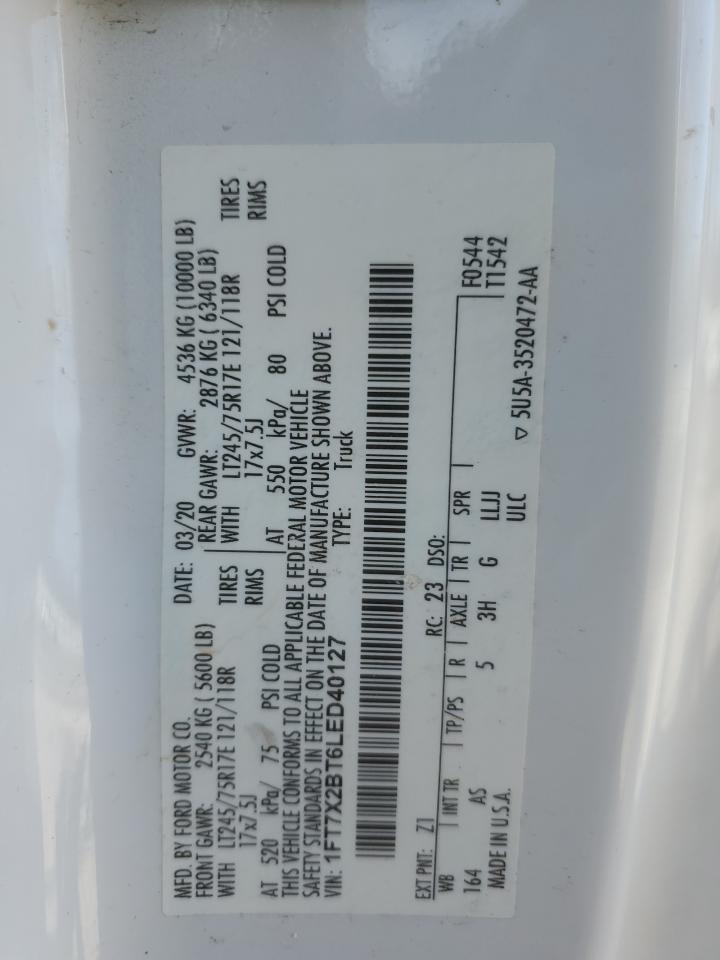 MFD. BY FORD MOTOR CO. DATE: 03/20 GVWR: 4536 KG (10000 LB)
FRONT GAWR: 2540 KG ( 5600 LB) REAR GAWR: 2876 KG ( 6340 LB)
WITH LT245/75R17E 121/118R TIRES WITH LT245/75R17E 121/118R TIRES
17x7.5J RIMS 17x7.5J RIMS
AT 520 kPa/ 75 PSI COLD AT 550 kPa/ 80 PSI COLD
THIS VEHICLE CONFORMS TO ALL APPLICABLE FEDERAL MOTOR VEHICLE
SAFETY STANDARDS IN EFFECT ON THE DATE OF MANUFACTURE SHOWN ABOVE.
VIN: 1FT7X2BT6LED40127 TYPE: Truck
EXT PNT: Z1 RC: 23 DSO:
WB INT TR TP/PS R AXLE TR SPR F0544
164 AS 5 3H G LLJJ T1542
MADE IN U.S.A. ULC ▽ 5U5A-3520472-AA